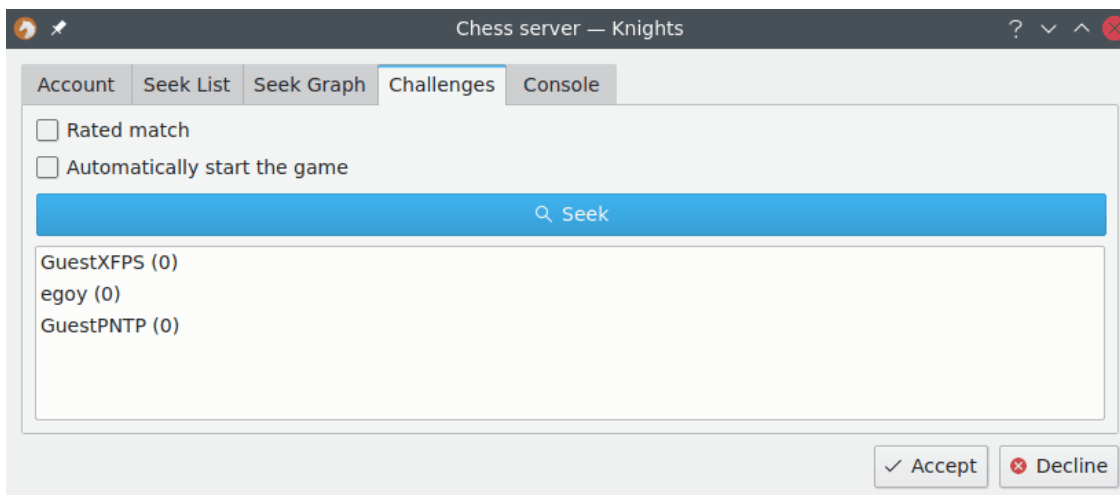 Chess server — Knights
Account Seek List Seek Graph Challenges Console
Rated match
Automatically start the game
Seek
GuestXFPS (0)
egoy (0)
GuestPNTP (0)
Accept Decline